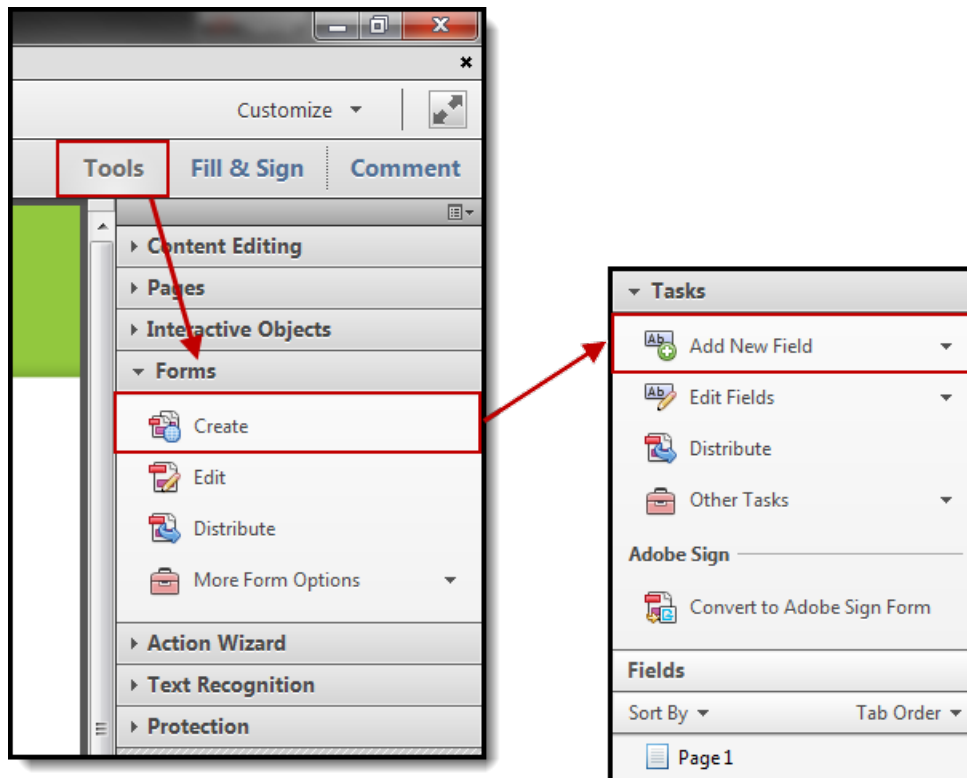 Customize
Tools Fill & Sign Comment
Content Editing
Pages
Interactive Objects
Forms
Create
Edit
Distribute
More Form Options
Action Wizard
Text Recognition
Protection
Tasks
Add New Field
Edit Fields
Distribute
Other Tasks
Adobe Sign
Convert to Adobe Sign Form
Fields
Sort By Tab Order
Page 1